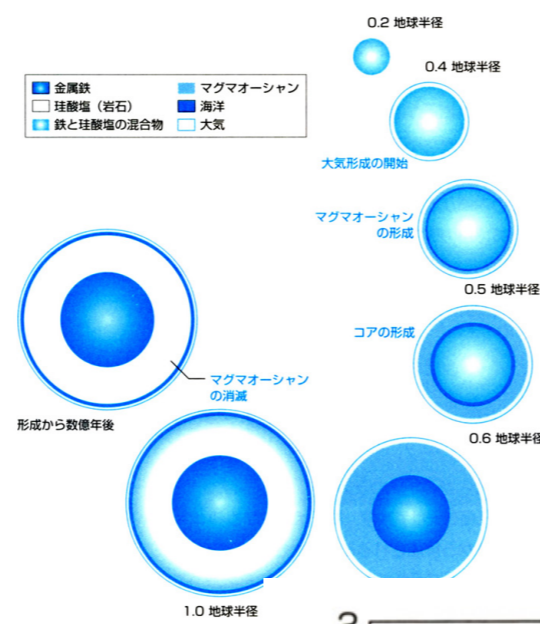 0.2 地球半径
0.4 地球半径
金属鉄
マグマオーシャン
珪酸塩（岩石）
海洋
鉄と珪酸塩の混合物
大気
大気形成の開始
マグマオーシャン
の形成
0.5 地球半径
コアの形成
0.6 地球半径
マグマオーシャン
の消滅
形成から数億年後
1.0 地球半径